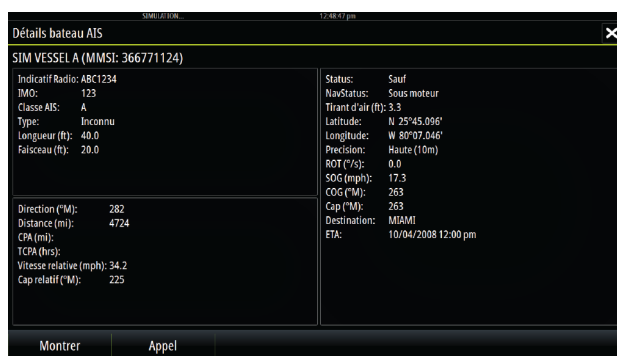 SIMULATION... 12:48:47 pm
Détails bateau AIS
SIM VESSEL A (MMSI: 366771124)
Indicatif Radio: ABC1234
IMO: 123
Classe AIS: A
Type: Inconnu
Longueur (ft): 40.0
Faisceau (ft): 20.0
Direction (°M): 282
Distance (mi): 4724
CPA (mi):
TCPA (hrs):
Vitesse relative (mph): 34.2
Cap relatif (°M): 225
Status: Sauf
NavStatus: Sous moteur
Tirant d'air (ft): 3.3
Latitude: N 25°45.096'
Longitude: W 80°07.046'
Precision: Haute (10m)
ROT (°/s): 0.0
SOG (mph): 17.3
COG (°M): 263
Cap (°M): 263
Destination: MIAMI
ETA: 10/04/2008 12:00 pm
Montrer Appel